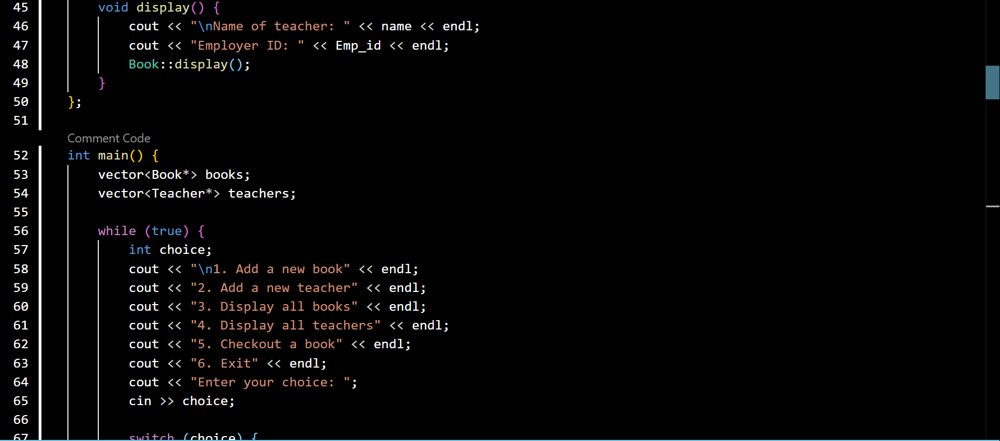 45 void display() {
46 cout << "\nName of teacher: " << name << endl;
47 cout << "Employer ID: " << Emp_id << endl;
48 Book::display();
49 }
50 };
51
Comment Code
52 int main() {
53 vector<Book*> books;
54 vector<Teacher*> teachers;
55
56 while (true) {
57 int choice;
58 cout << "\n1. Add a new book" << endl;
59 cout << "2. Add a new teacher" << endl;
60 cout << "3. Display all books" << endl;
61 cout << "4. Display all teachers" << endl;
62 cout << "5. Checkout a book" << endl;
63 cout << "6. Exit" << endl;
64 cout << "Enter your choice: ";
65 cin >> choice;
66
67 switch (choice) {